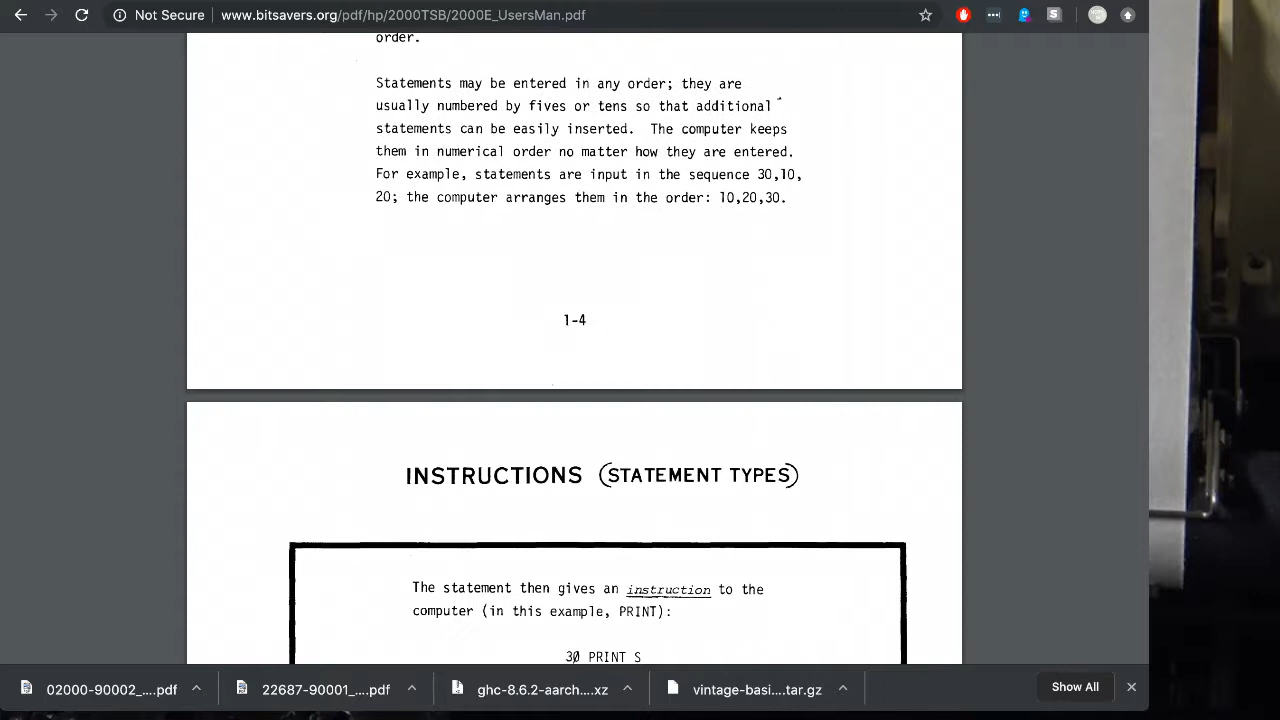 Not Secure www.bitsavers.org/pdf/hp/2000TSB/2000E_UsersMan.pdf
order.
Statements may be entered in any order; they are
usually numbered by fives or tens so that additional
statements can be easily inserted. The computer keeps
them in numerical order no matter how they are entered.
For example, statements are input in the sequence 30,10,
20; the computer arranges them in the order: 10,20,30.
1-4
INSTRUCTIONS (STATEMENT TYPES)
The statement then gives an instruction to the
computer (in this example, PRINT):
30 PRINT S
02000-90002_....pdf
22687-90001_....pdf
ghc-8.6.2-aarch....xz
vintage-basi....tar.gz
Show All